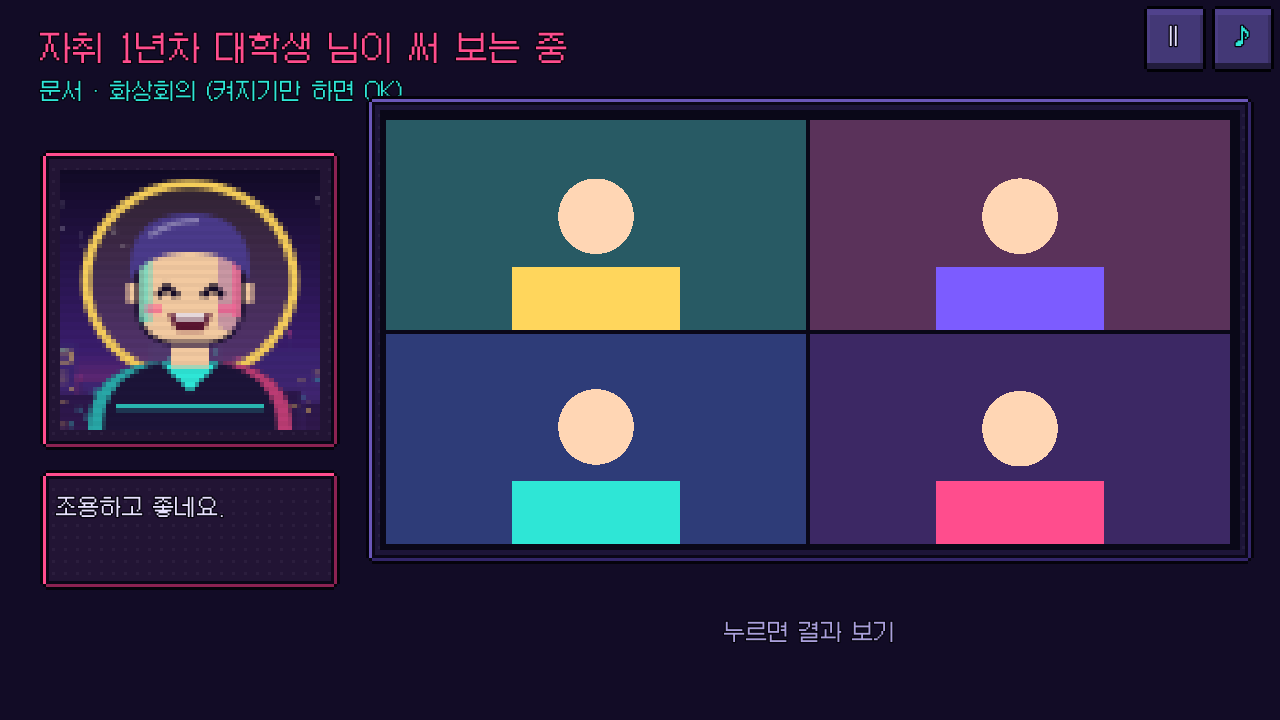 자취 1년차 대학생 님이 써 보는 중
문서 · 화상회의 (켜지기만 하면 OK)
조용하고 좋네요.
누르면 결과 보기